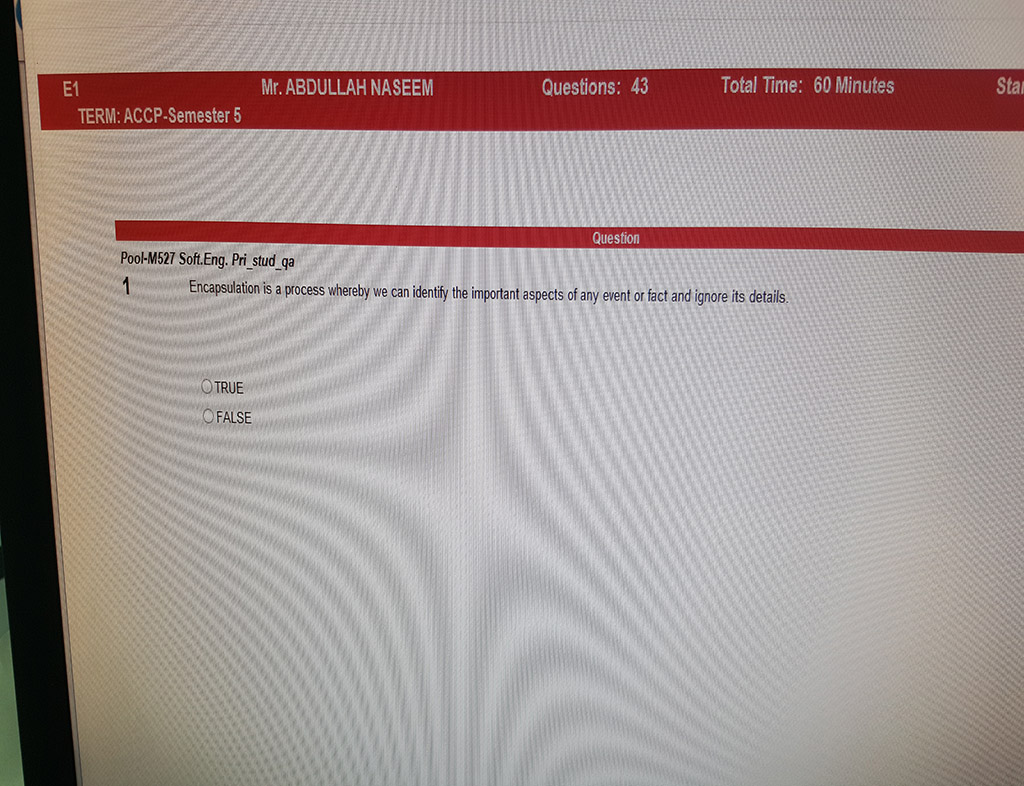 E1 Mr. ABDULLAH NASEEM Questions: 43 Total Time: 60 Minutes
TERM: ACCP-Semester 5
Question
Pool-M527 Soft.Eng. Pri_stud_qa
1 Encapsulation is a process whereby we can identify the important aspects of any event or fact and ignore its details.
TRUE
FALSE